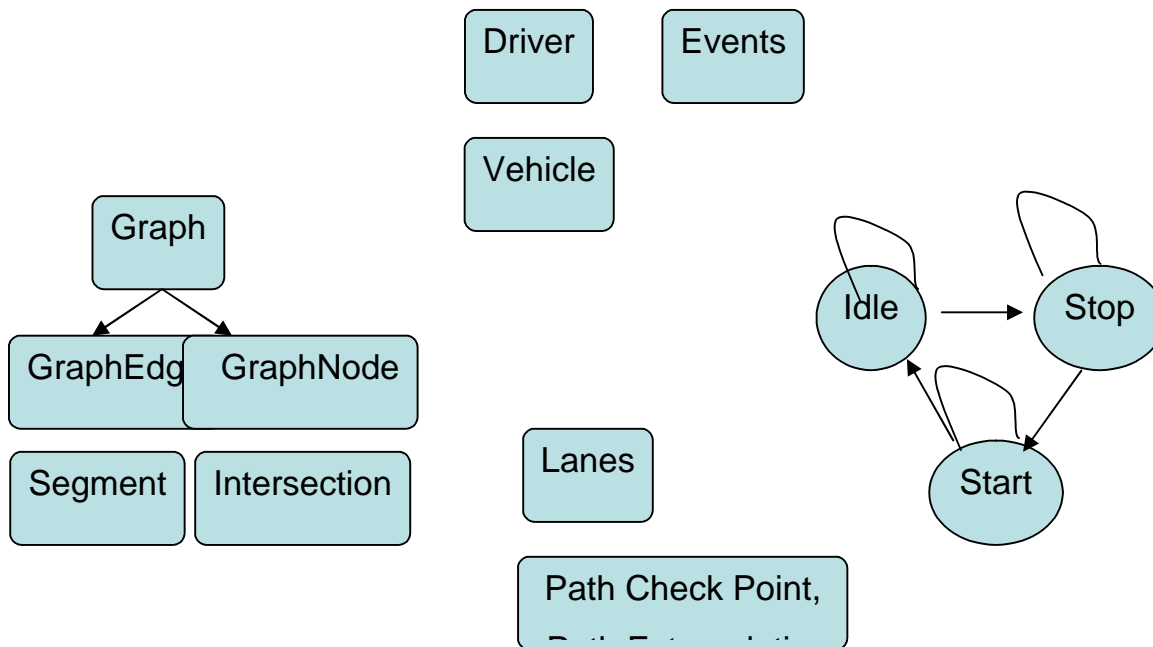 Driver
Events
Vehicle
Graph
Idle
Stop
GraphEdg
GraphNode
Lanes
Segment
Intersection
Start
Path Check Point,